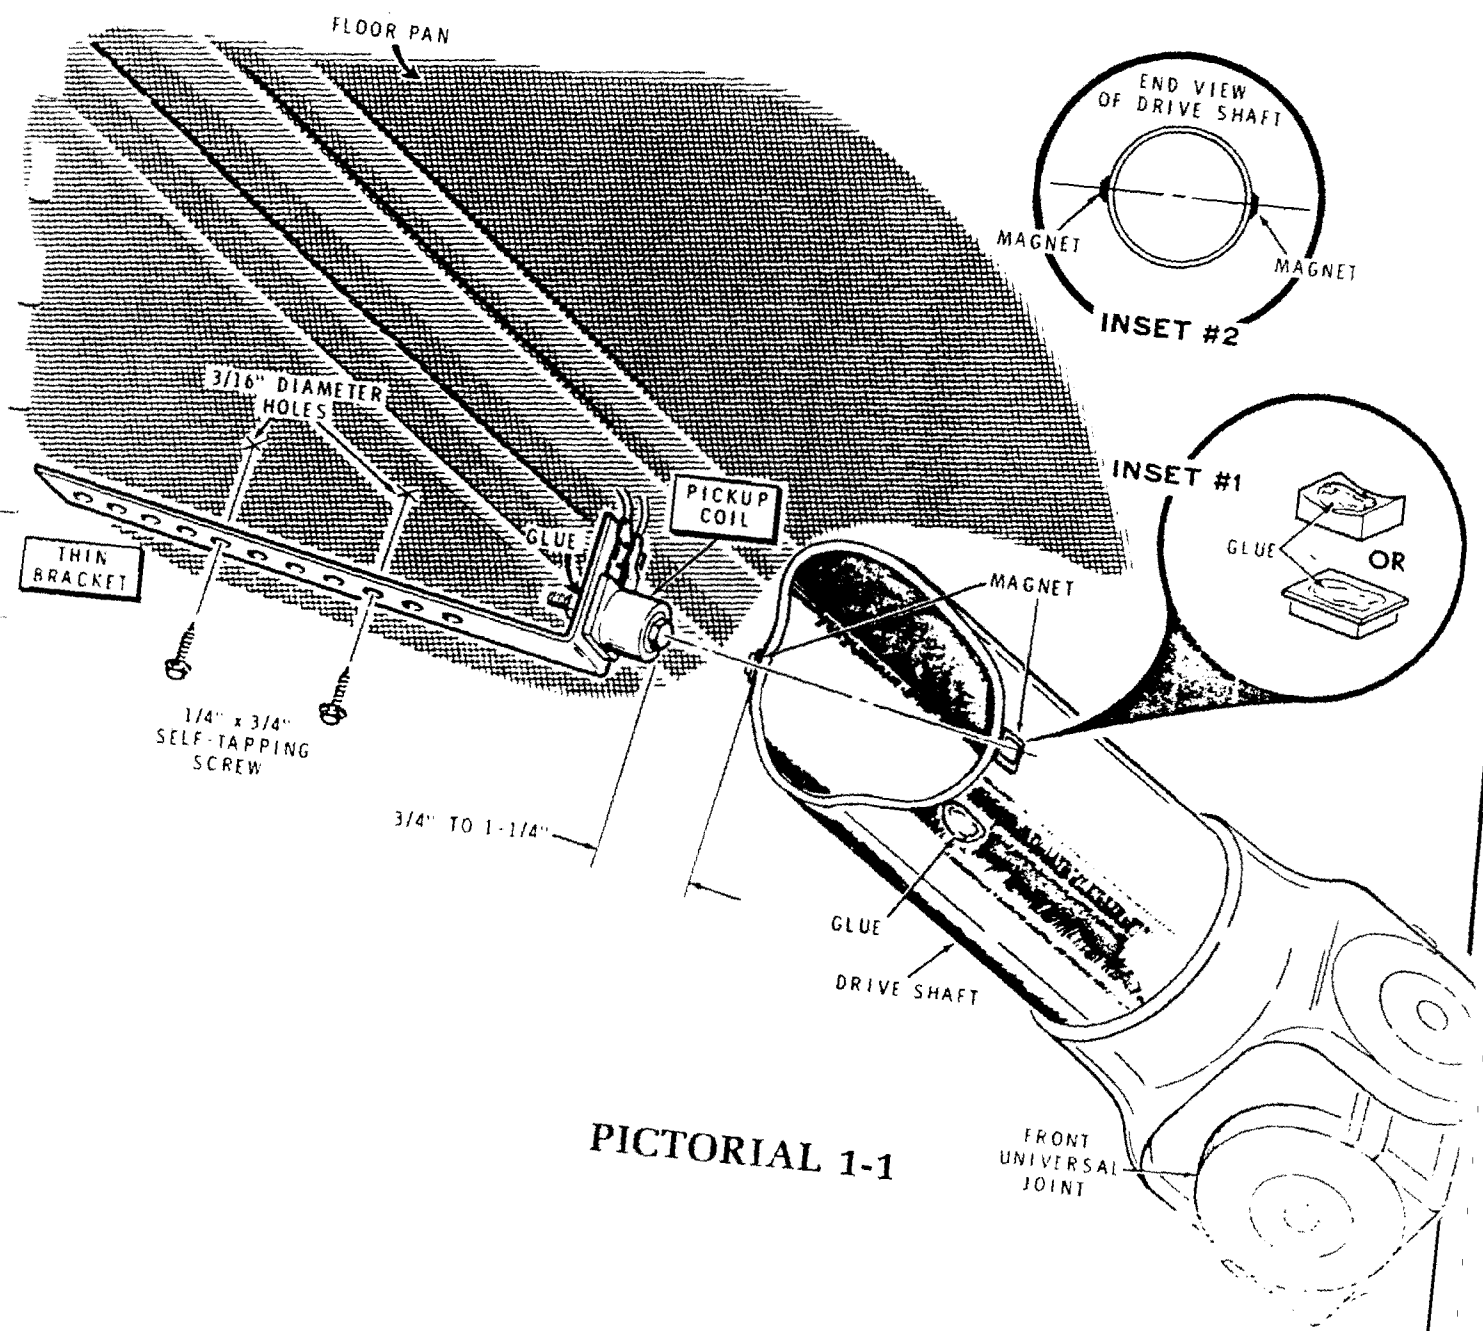 FLOOR PAN
END VIEW
OF DRIVE SHAFT
MAGNET
MAGNET
INSET #2
3/16" DIAMETER
HOLES
INSET #1
GLUE
OR
PICKUP
COIL
GLUE
THIN
BRACKET
MAGNET
1/4" x 3/4"
SELF-TAPPING
SCREW
3/4" TO 1-1/4"
GLUE
DRIVE SHAFT
PICTORIAL 1-1
FRONT
UNIVERSAL
JOINT